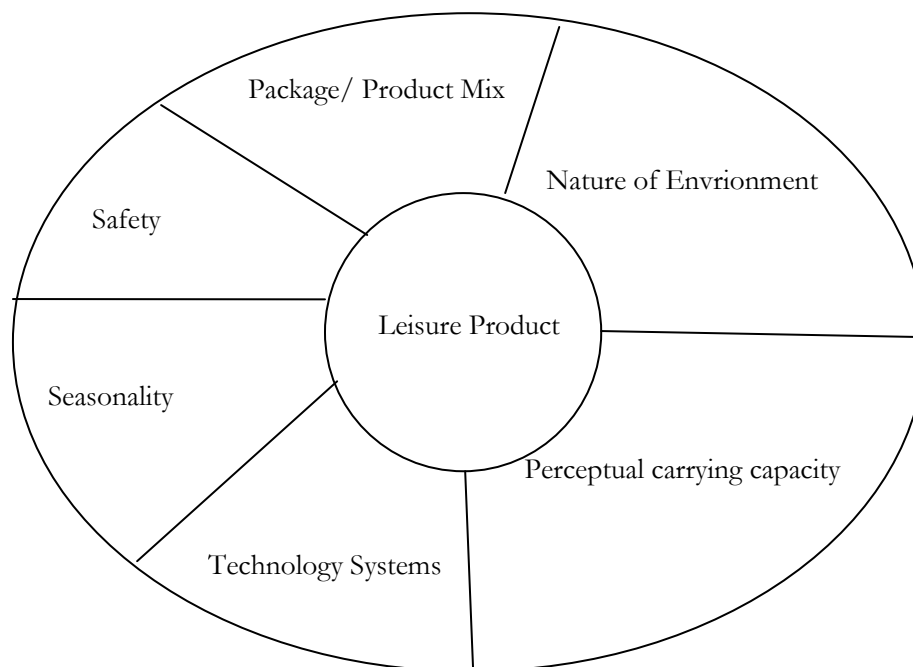 Package/ Product Mix
Nature of Envrionment
Safety
Leisure Product
Seasonality
Perceptual carrying capacity
Technology Systems